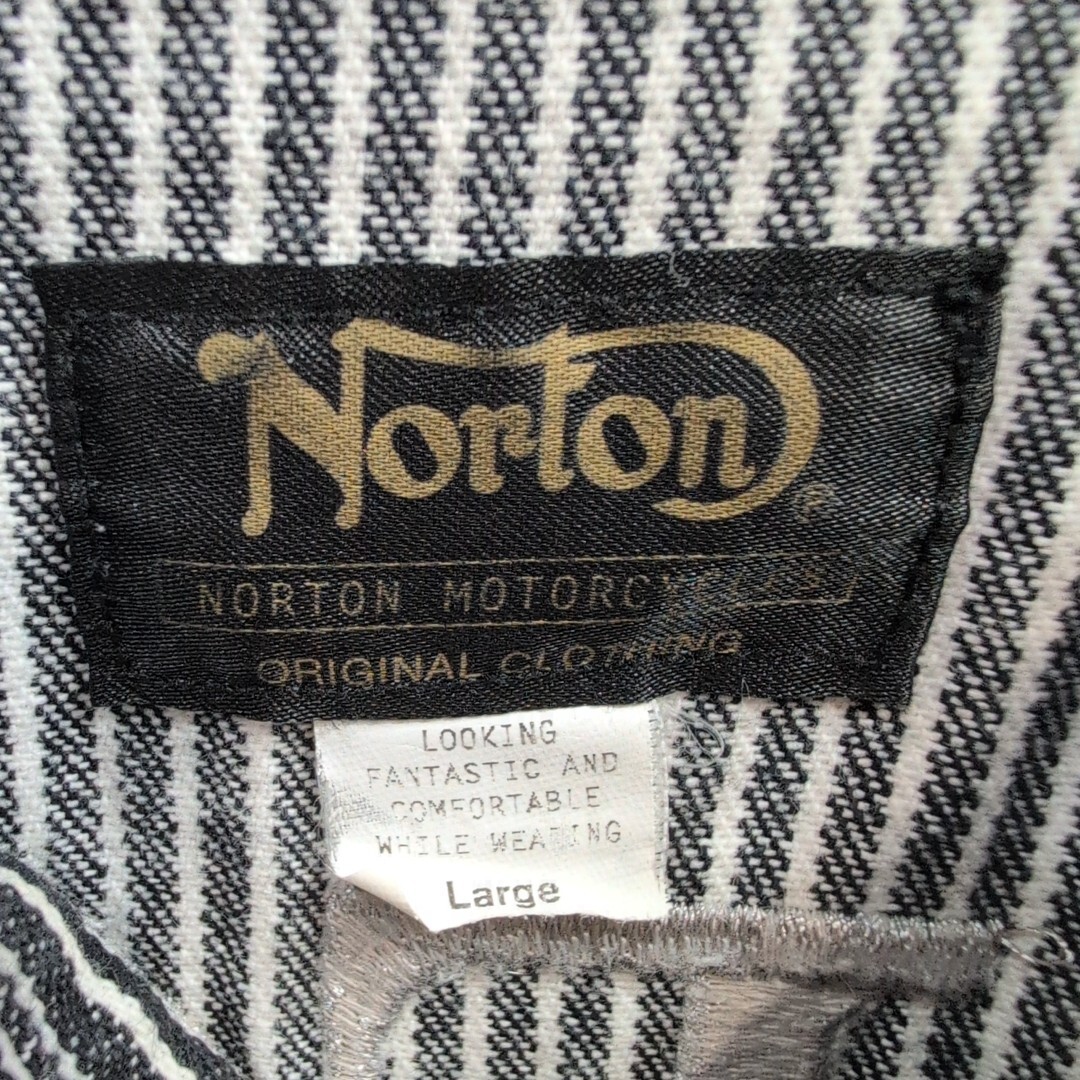 Norton
®
NORTON MOTORCYCLES
ORIGINAL CLOTHING
LOOKING
FANTASTIC AND
COMFORTABLE
WHILE WEARING
Large